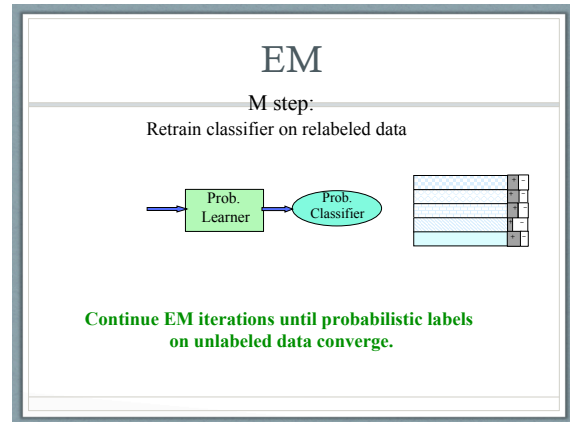 EM
M step:
Retrain classifier on relabeled data
Prob.
Learner
Prob.
Classifier
+ −
+ −
+ −
+ −
+ −
Continue EM iterations until probabilistic labels
on unlabeled data converge.